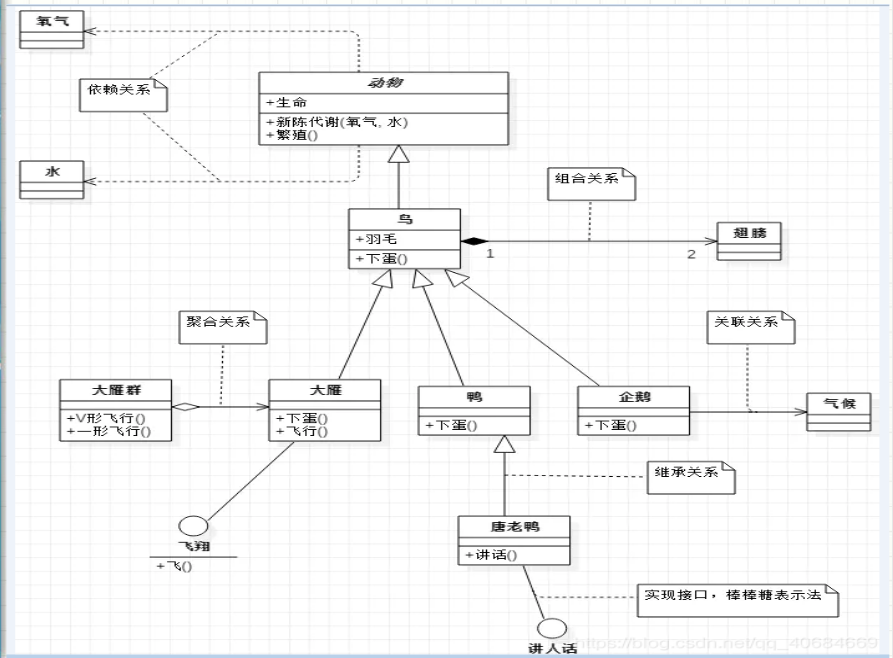 氧气
动物
依赖关系
+生命
+新陈代谢(氧气, 水)
+繁殖()
水
组合关系
鸟
+羽毛
+下蛋()
1
2
翅膀
聚合关系
关联关系
大雁群
+V形飞行()
+一形飞行()
大雁
+下蛋()
+飞行()
鸭
+下蛋()
企鹅
+下蛋()
气候
继承关系
飞翔
+飞()
唐老鸭
+讲话()
实现接口，棒棒糖表示法
讲人话
https://blog.csdn.net/qq_40684669